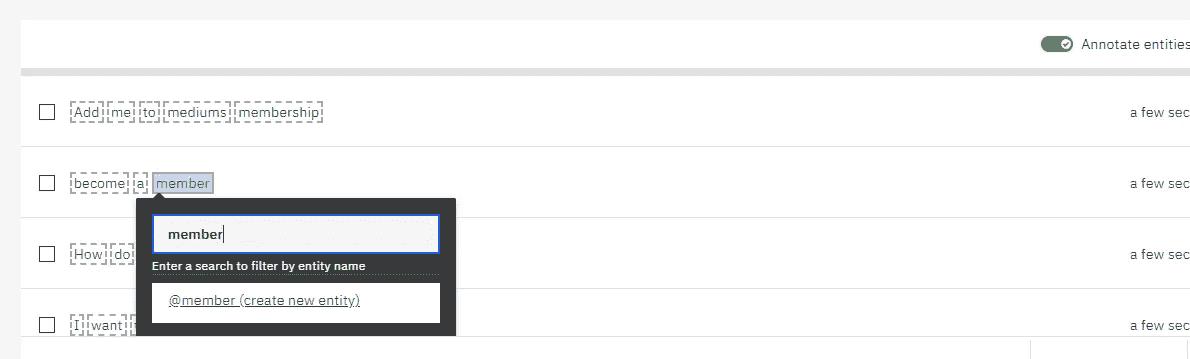 Annotate entities
Add me to mediums membership
a few sec
become a member
a few sec
member
How do
Enter a search to filter by entity name
a few sec
@member (create new entity)
I want
a few sec